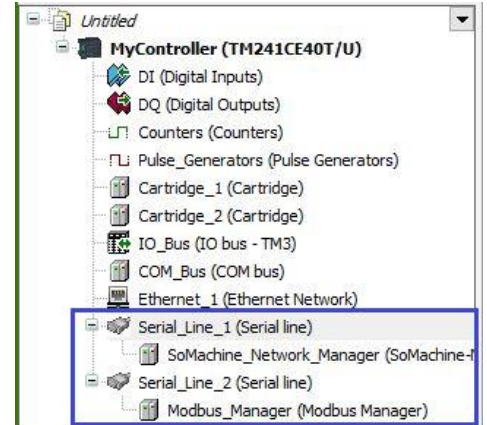 Untitled
MyController (TM241CE40T/U)
DI (Digital Inputs)
DQ (Digital Outputs)
Counters (Counters)
Pulse_Generators (Pulse Generators)
Cartridge_1 (Cartridge)
Cartridge_2 (Cartridge)
IO_Bus (IO bus - TM3)
COM_Bus (COM bus)
Ethernet_1 (Ethernet Network)
Serial_Line_1 (Serial line)
SoMachine_Network_Manager (SoMachine-N
Serial_Line_2 (Serial line)
Modbus_Manager (Modbus Manager)